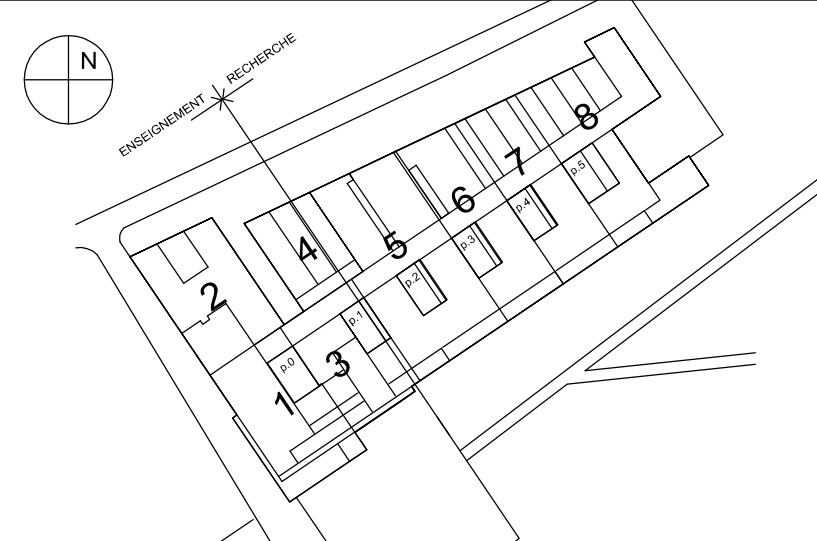 N
RECHERCHE
ENSEIGNEMENT
8
7
6
5
4
2
3
1
p.5
p.4
p.3
p.2
p.1
p.0